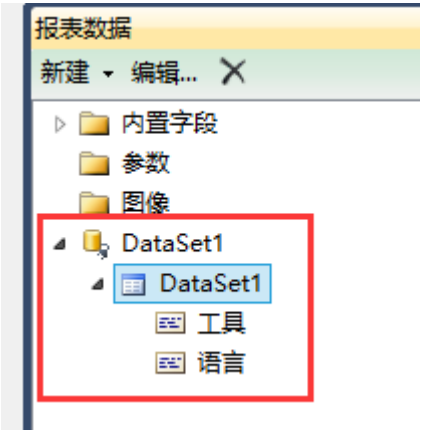 报表数据
新建 编辑...
内置字段
参数
图像
DataSet1
DataSet1
工具
语言